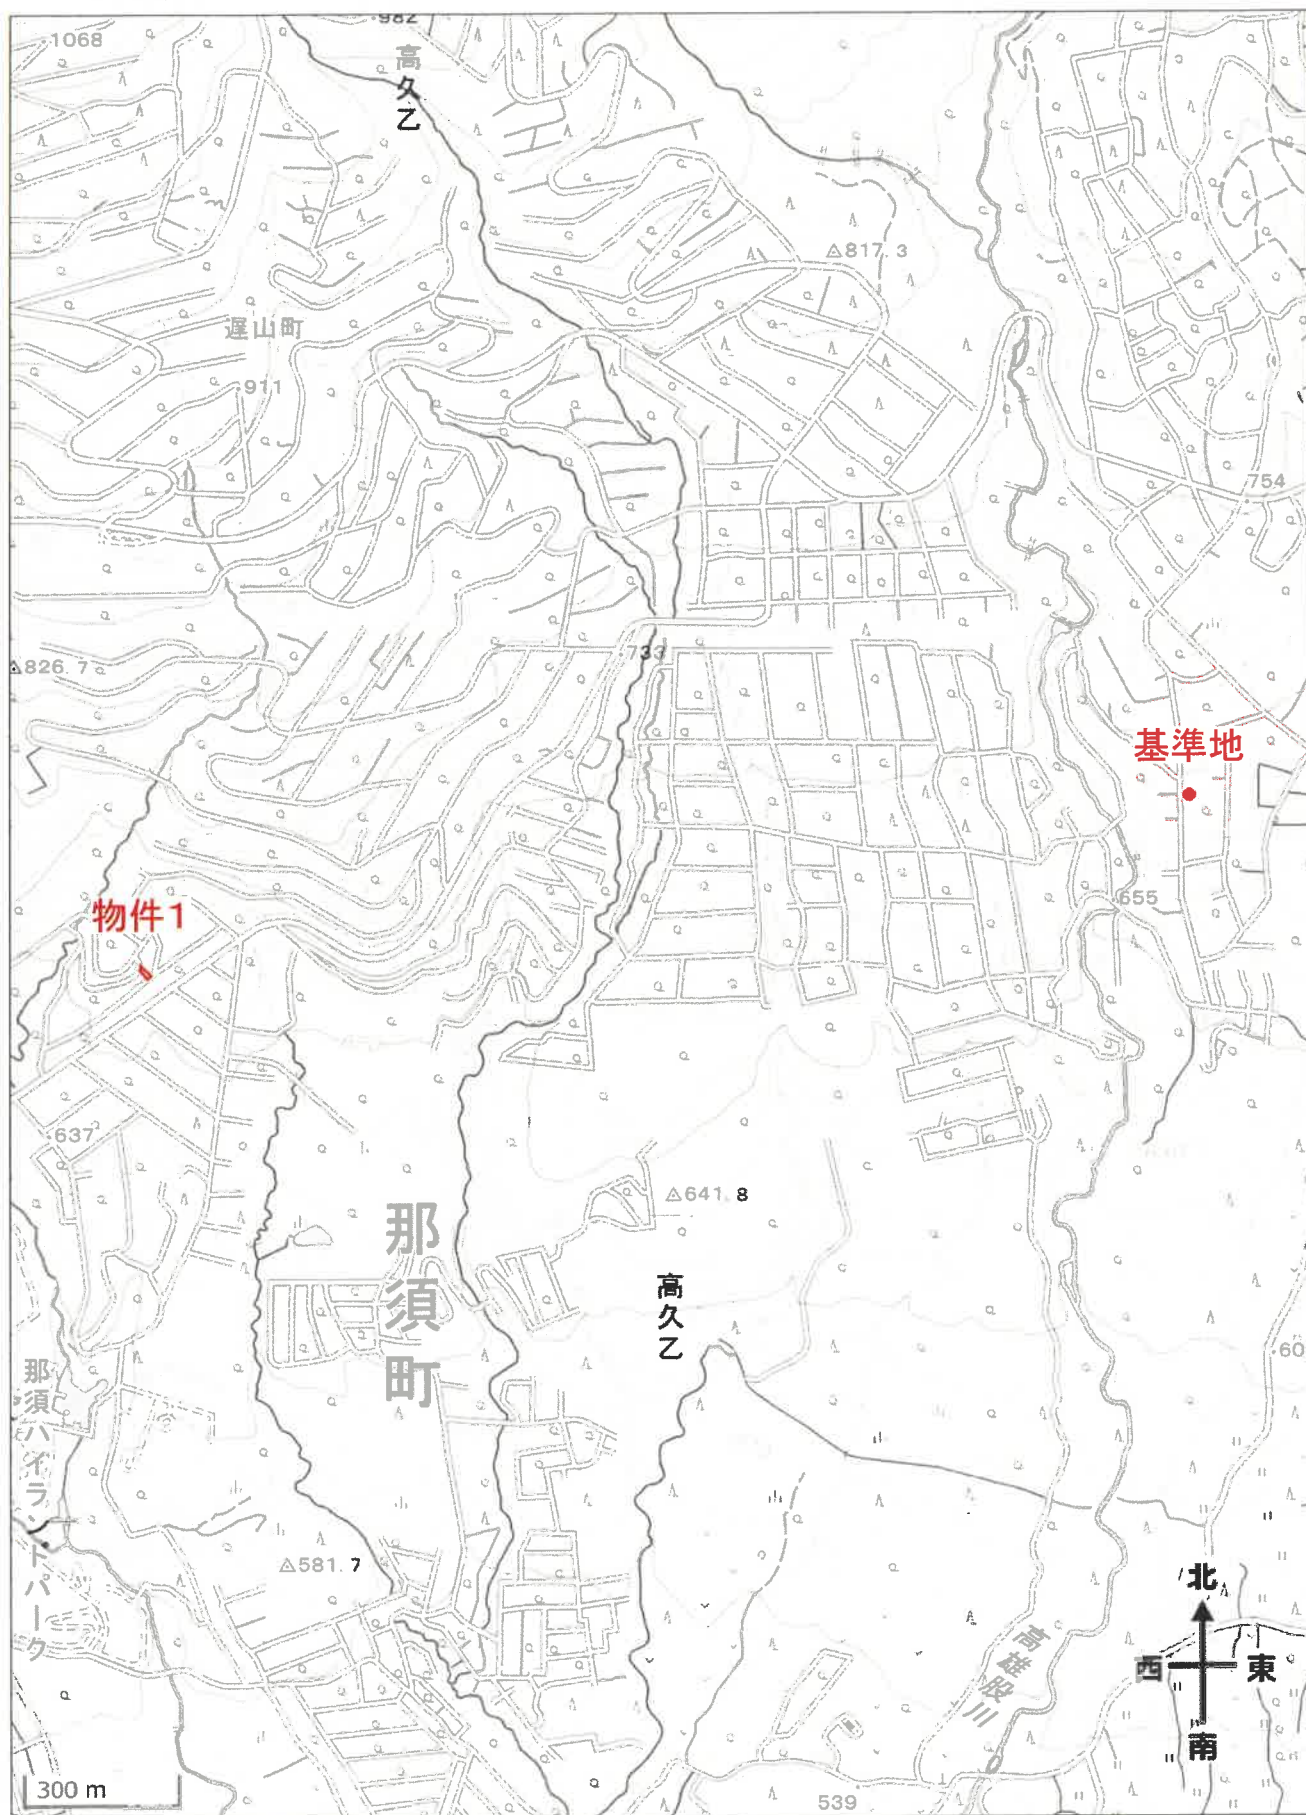 982
・1068
高久乙
△817.3
遅山町
・911
・754
733
△826.7
基準地
・655
物件1
・637
△641.8
那須町
高久乙
・60
那須ハイランドパーク
△581.7
北
西
東
南
高雄股川
300 m
539